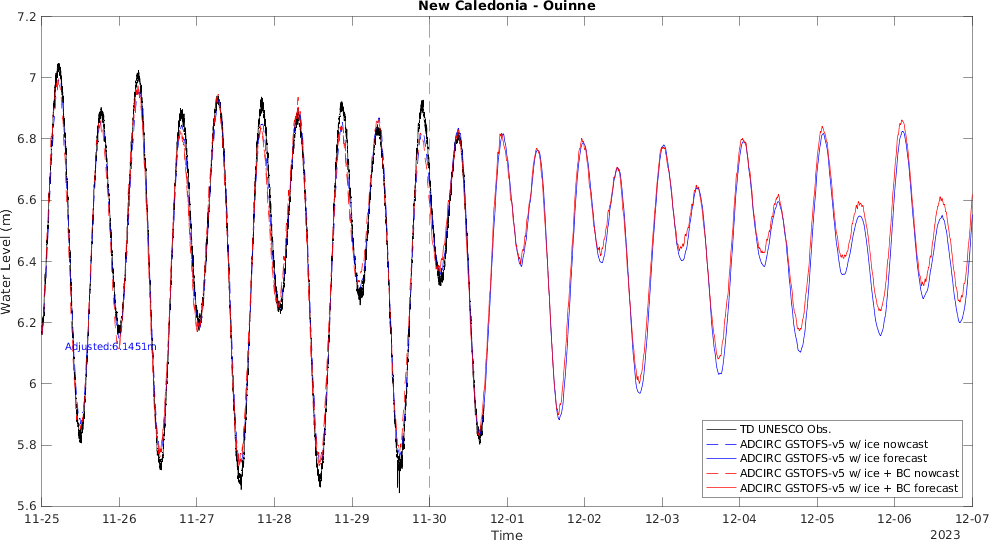 New Caledonia - Ouinne
7.2
7
6.8
6.6
6.4
6.2
6
5.8
5.6
Water Level (m)
Adjusted:6.1451m
TD UNESCO Obs.
ADCIRC GSTOFS-v5 w/ ice nowcast
ADCIRC GSTOFS-v5 w/ ice forecast
ADCIRC GSTOFS-v5 w/ ice + BC nowcast
ADCIRC GSTOFS-v5 w/ ice + BC forecast
11-25 11-26 11-27 11-28 11-29 11-30 12-01 12-02 12-03 12-04 12-05 12-06 12-07
Time
2023